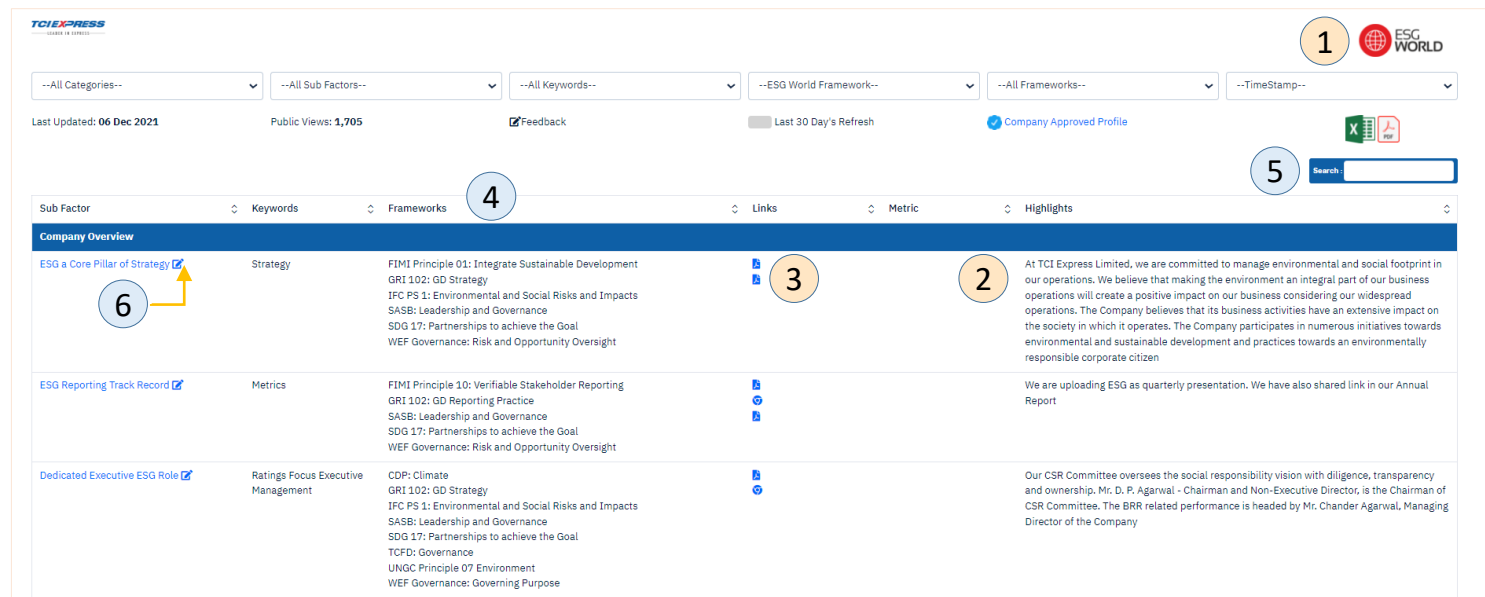 TCIEXPRESS
LEADER IN EXPRESS
1
ESG
WORLD
--All Categories--
--All Sub Factors--
--All Keywords--
--ESG World Framework--
--All Frameworks--
--TimeStamp--
Last Updated: 06 Dec 2021
Public Views: 1,705
Feedback
Last 30 Day's Refresh
Company Approved Profile
X
PDF
5
Search :
4
Sub Factor
Keywords
Frameworks
Links
Metric
Highlights
Company Overview
ESG a Core Pillar of Strategy
6
Strategy
FIMI Principle 01: Integrate Sustainable Development
GRI 102: GD Strategy
IFC PS 1: Environmental and Social Risks and Impacts
SASB: Leadership and Governance
SDG 17: Partnerships to achieve the Goal
WEF Governance: Risk and Opportunity Oversight
3
2
At TCI Express Limited, we are committed to manage environmental and social footprint in
our operations. We believe that making the environment an integral part of our business
operations will create a positive impact on our business considering our widespread
operations. The Company believes that its business activities have an extensive impact on
the society in which it operates. The Company participates in numerous initiatives towards
environmental and sustainable development and practices towards an environmentally
responsible corporate citizen
ESG Reporting Track Record
Metrics
FIMI Principle 10: Verifiable Stakeholder Reporting
GRI 102: GD Reporting Practice
SASB: Leadership and Governance
SDG 17: Partnerships to achieve the Goal
WEF Governance: Risk and Opportunity Oversight
We are uploading ESG as quarterly presentation. We have also shared link in our Annual
Report
Dedicated Executive ESG Role
Ratings Focus Executive
Management
CDP: Climate
GRI 102: GD Strategy
IFC PS 1: Environmental and Social Risks and Impacts
SASB: Leadership and Governance
SDG 17: Partnerships to achieve the Goal
TCFD: Governance
UNGC Principle 07 Environment
WEF Governance: Governing Purpose
Our CSR Committee oversees the social responsibility vision with diligence, transparency
and ownership. Mr. D. P. Agarwal - Chairman and Non-Executive Director, is the Chairman of
CSR Committee. The BRR related performance is headed by Mr. Chander Agarwal, Managing
Director of the Company